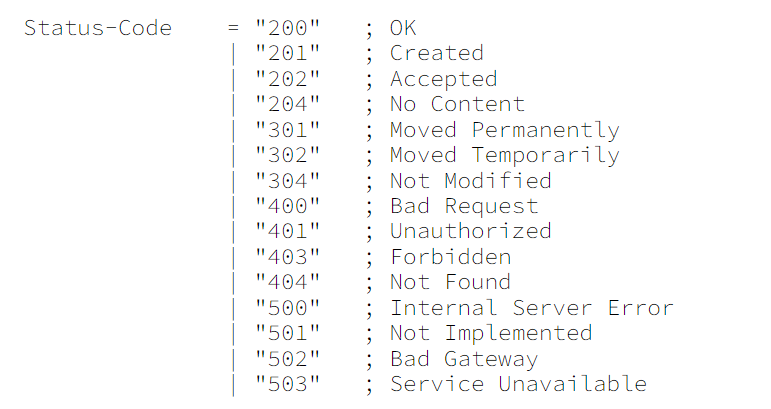 Status-Code    = "200"   ; OK
               | "201"   ; Created
               | "202"   ; Accepted
               | "204"   ; No Content
               | "301"   ; Moved Permanently
               | "302"   ; Moved Temporarily
               | "304"   ; Not Modified
               | "400"   ; Bad Request
               | "401"   ; Unauthorized
               | "403"   ; Forbidden
               | "404"   ; Not Found
               | "500"   ; Internal Server Error
               | "501"   ; Not Implemented
               | "502"   ; Bad Gateway
               | "503"   ; Service Unavailable